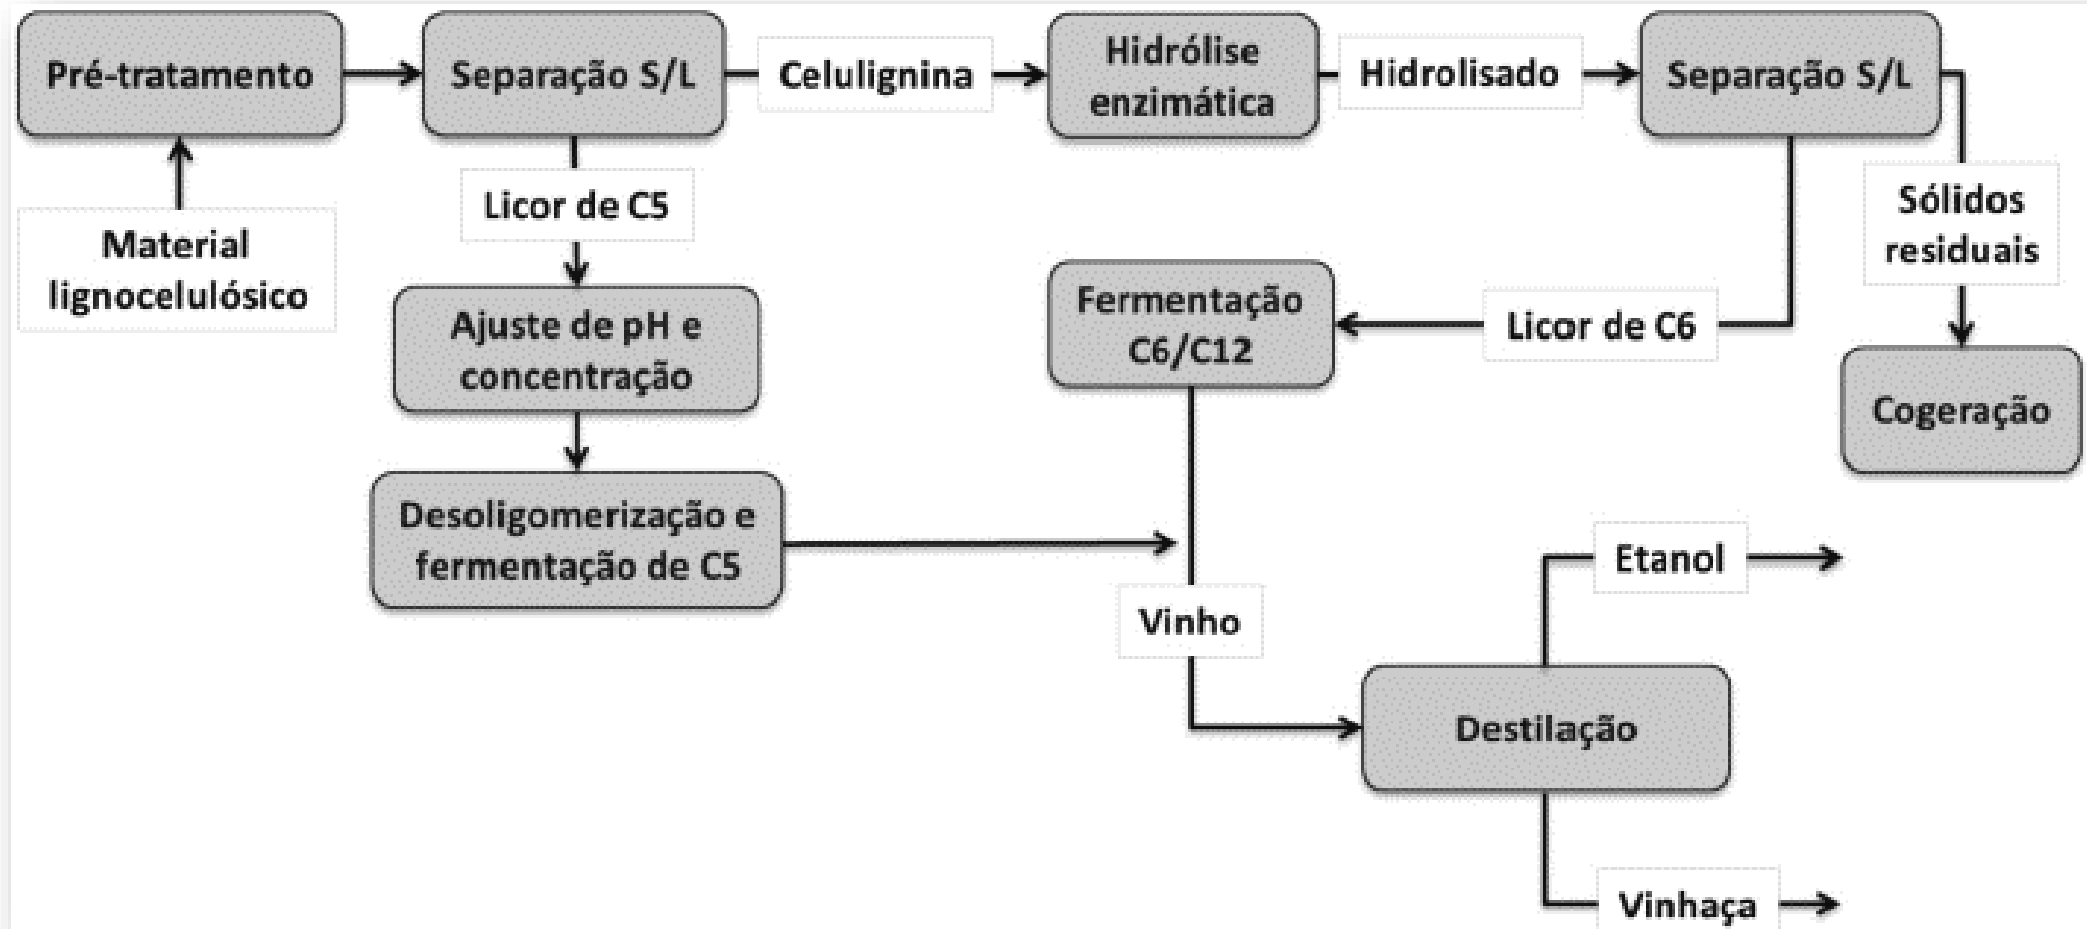 Pré-tratamento
Separação S/L
Celulignina
Hidrólise
enzimática
Hidrolisado
Separação S/L
Material
lignocelulósico
Licor de C5
Sólidos
residuais
Ajuste de pH e
concentração
Fermentação
C6/C12
Licor de C6
Cogeração
Desoligomerização e
fermentação de C5
Etanol
Vinho
Destilação
Vinhaça